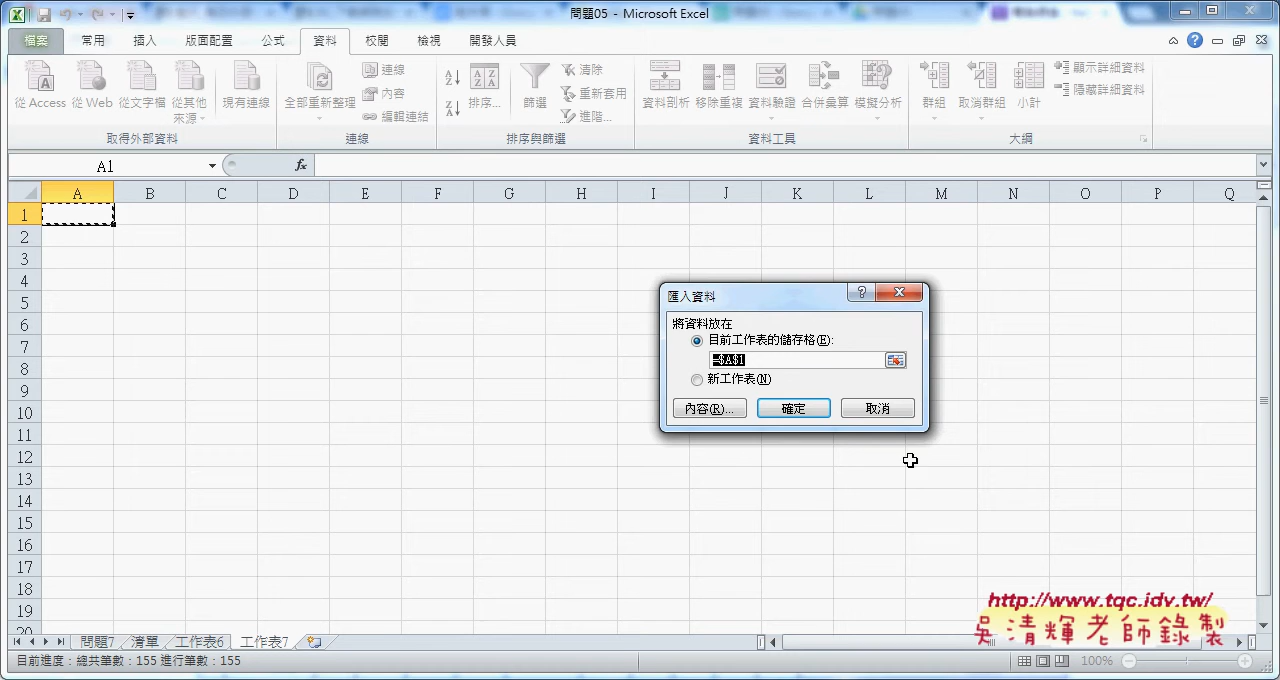 問題05 - Microsoft Excel
檔案 常用 插入 版面配置 公式 資料 校閱 檢視 開發人員
從 Access 從 Web 從文字檔 從其他來源 現有連線 全部重新整理 連線 內容 編輯連結 排序... 篩選 清除 重新套用 進階... 資料剖析 移除重複 資料驗證 合併彙算 模擬分析 群組 取消群組 小計 顯示詳細資料 隱藏詳細資料
取得外部資料 連線 排序與篩選 資料工具 大綱
A1 fx
A B C D E F G H I J K L M N O P Q
1
2
3
4
5
6
7
8
9
10
11
12
13
14
15
16
17
18
19
20
匯入資料
將資料放在
目前工作表的儲存格(E):
=$A$1
新工作表(N)
內容(R)... 確定 取消
http://www.tqc.idv.tw/
吳清輝老師錄製
問題7 清單 工作表6 工作表7
目前進度：總共筆數：155 進行筆數：155 100%